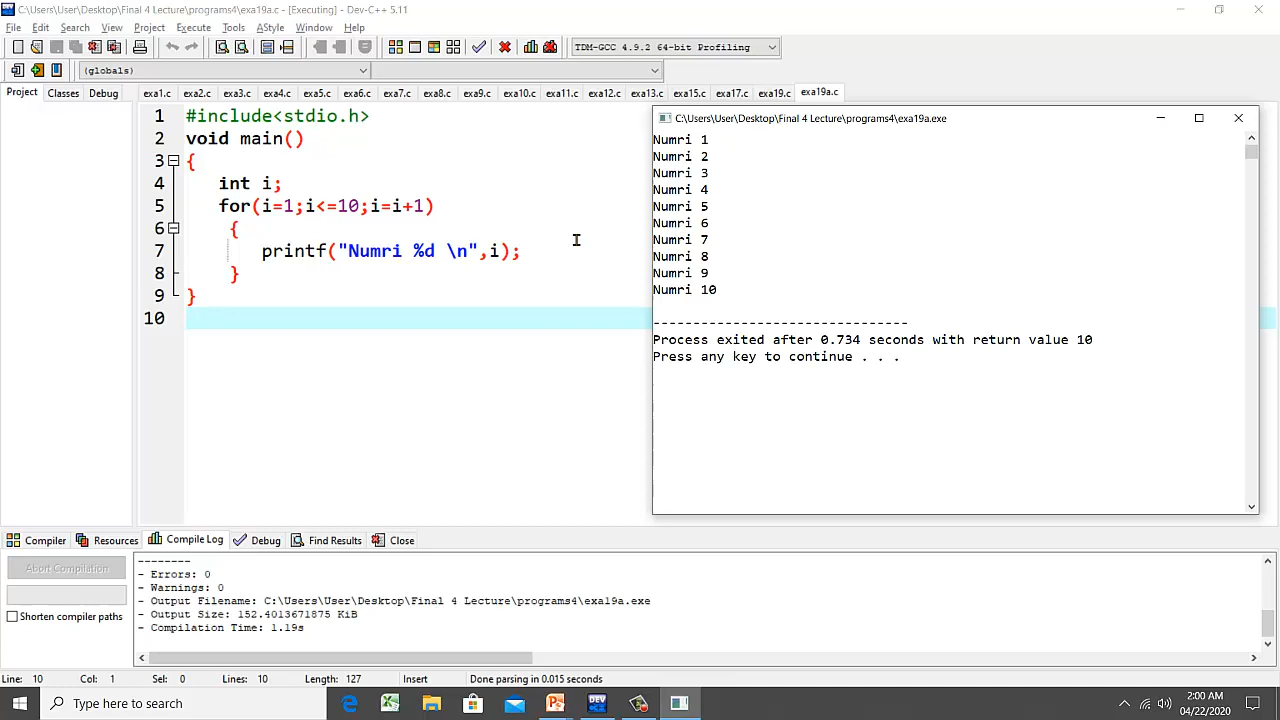 C:\Users\User\Desktop\Final 4 Lecture\programs4\exa19a.c - [Executing] - Dev-C++ 5.11
File Edit Search View Project Execute Tools AStyle Window Help
TDM-GCC 4.9.2 64-bit Profiling
(globals)
Project Classes Debug exa1.c exa2.c exa3.c exa4.c exa5.c exa6.c exa7.c exa8.c exa9.c exa10.c exa11.c exa12.c exa13.c exa15.c exa17.c exa19.c exa19a.c
1 #include<stdio.h>
2 void main()
3 {
4 int i;
5 for(i=1;i<=10;i=i+1)
6 {
7 printf("Numri %d \n",i);
8 }
9 }
10
C:\Users\User\Desktop\Final 4 Lecture\programs4\exa19a.exe
Numri 1
Numri 2
Numri 3
Numri 4
Numri 5
Numri 6
Numri 7
Numri 8
Numri 9
Numri 10
--------------------------------
Process exited after 0.734 seconds with return value 10
Press any key to continue . . .
Compiler Resources Compile Log Debug Find Results Close
Abort Compilation
Shorten compiler paths
--------
- Errors: 0
- Warnings: 0
- Output Filename: C:\Users\User\Desktop\Final 4 Lecture\programs4\exa19a.exe
- Output Size: 152.4013671875 KiB
- Compilation Time: 1.19s
Line: 10 Col: 1 Sel: 0 Lines: 10 Length: 127 Insert Done parsing in 0.015 seconds
Type here to search
2:00 AM
04/22/2020